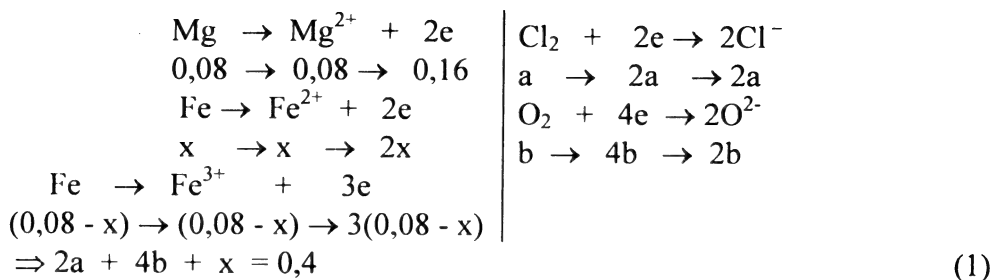 Mg → Mg²⁺ + 2e
0,08 → 0,08 → 0,16
Fe → Fe²⁺ + 2e
x → x → 2x
Fe → Fe³⁺ + 3e
(0,08 - x) → (0,08 - x) → 3(0,08 - x)
Cl₂ + 2e → 2Cl⁻
a → 2a → 2a
O₂ + 4e → 2O²⁻
b → 4b → 2b
⇒ 2a + 4b + x = 0,4 (1)